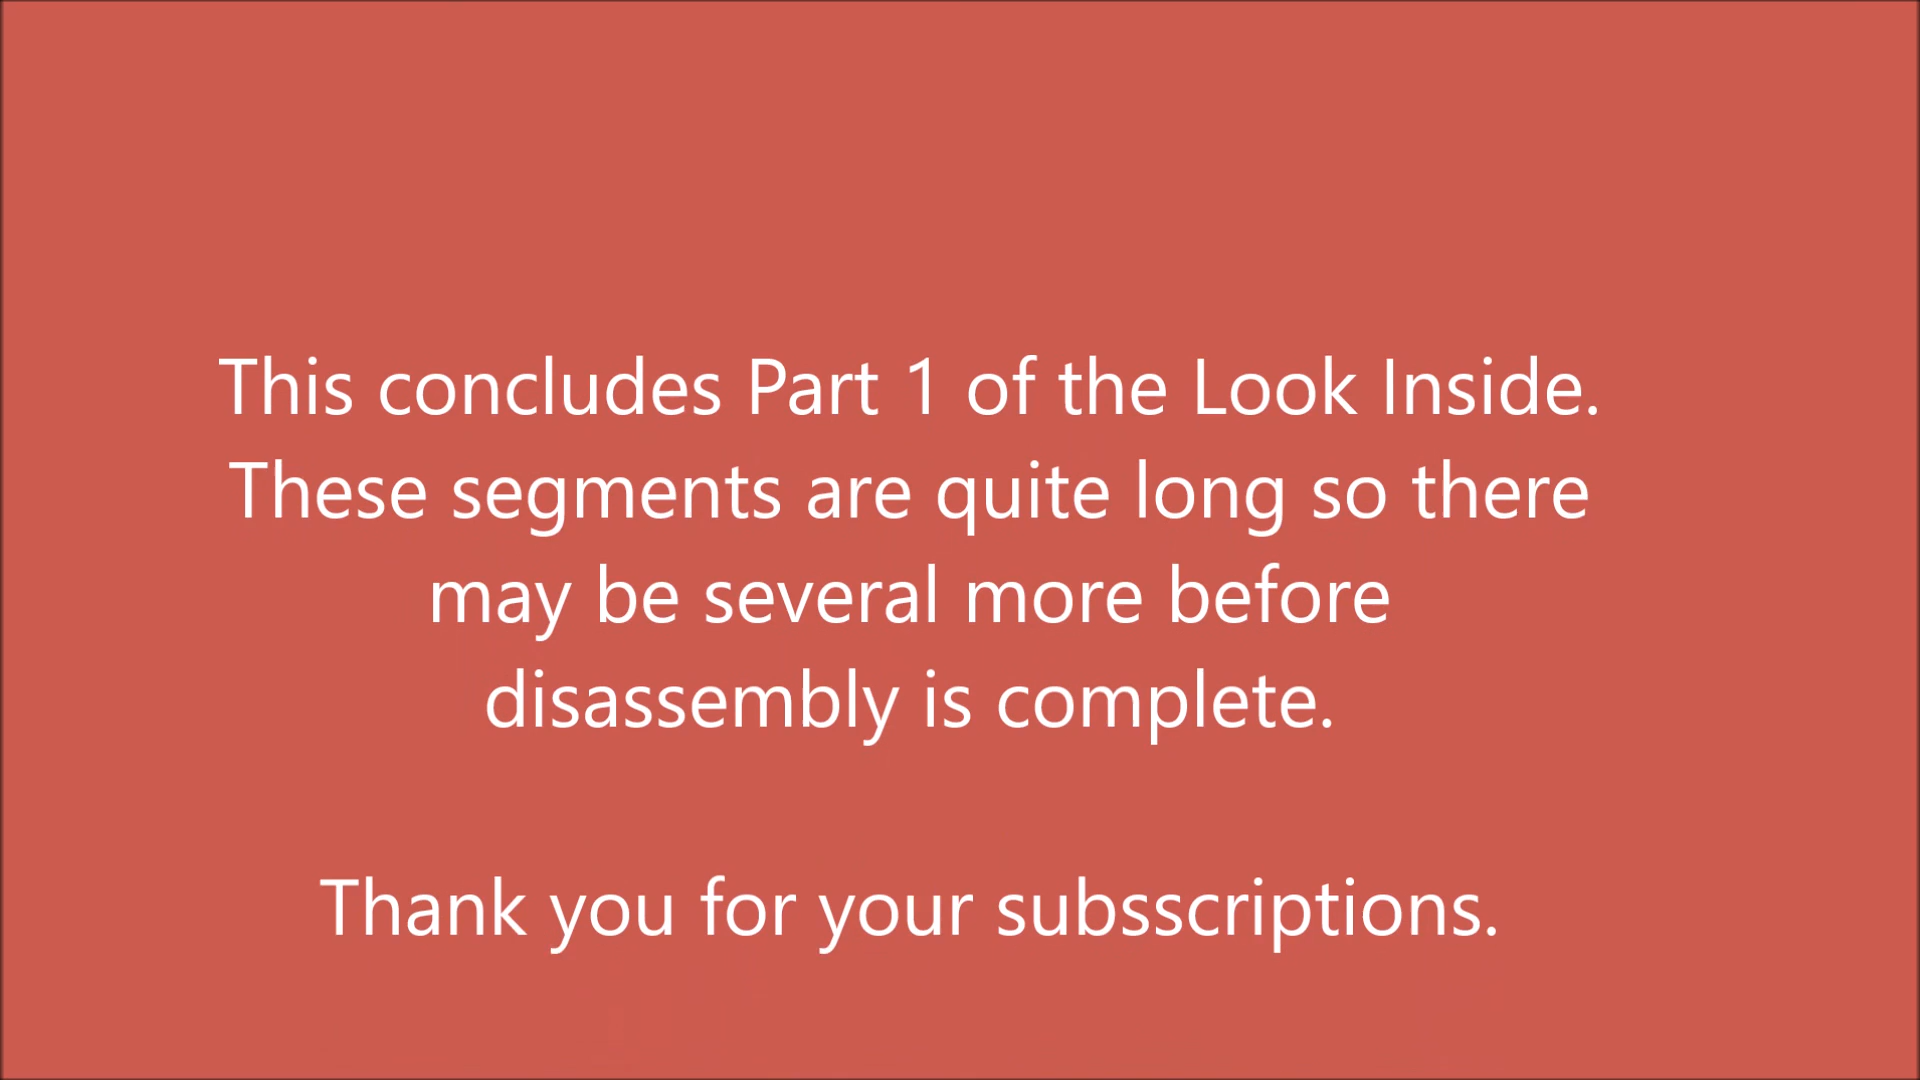 This concludes Part 1 of the Look Inside.
These segments are quite long so there
may be several more before
disassembly is complete.
Thank you for your subsscriptions.